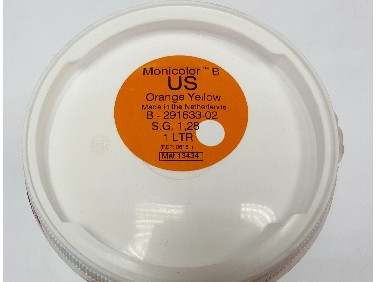 Monicolor™ B
US
Orange Yellow
Made in the Netherlands
B - 291633-02
S.G. 1,28
1 LTR
Mat 13434